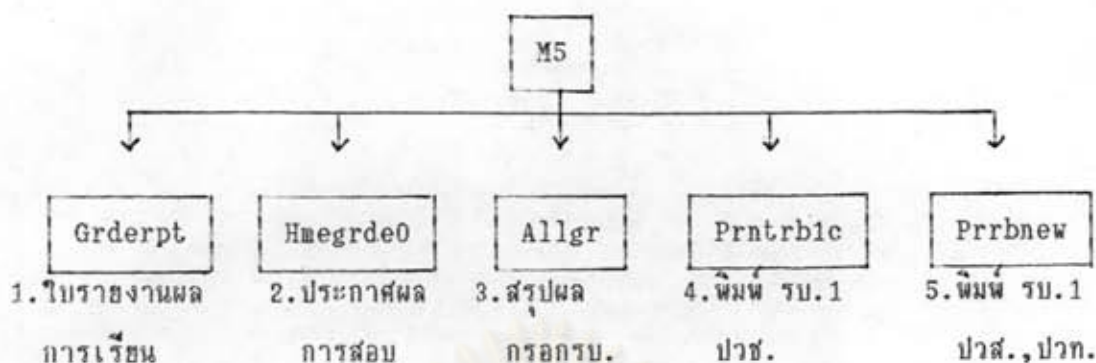 M5
Grderpt Hmegrde0 Allgr Prntrb1c Prrbnew
1.ใบรายงานผล 2.ประกาศผล 3.สรุปผล 4.พิมพ์ รบ.1 5.พิมพ์ รบ.1
การเรียน การสอบ กรอกรบ. ปวช. ปวส.,ปวท.